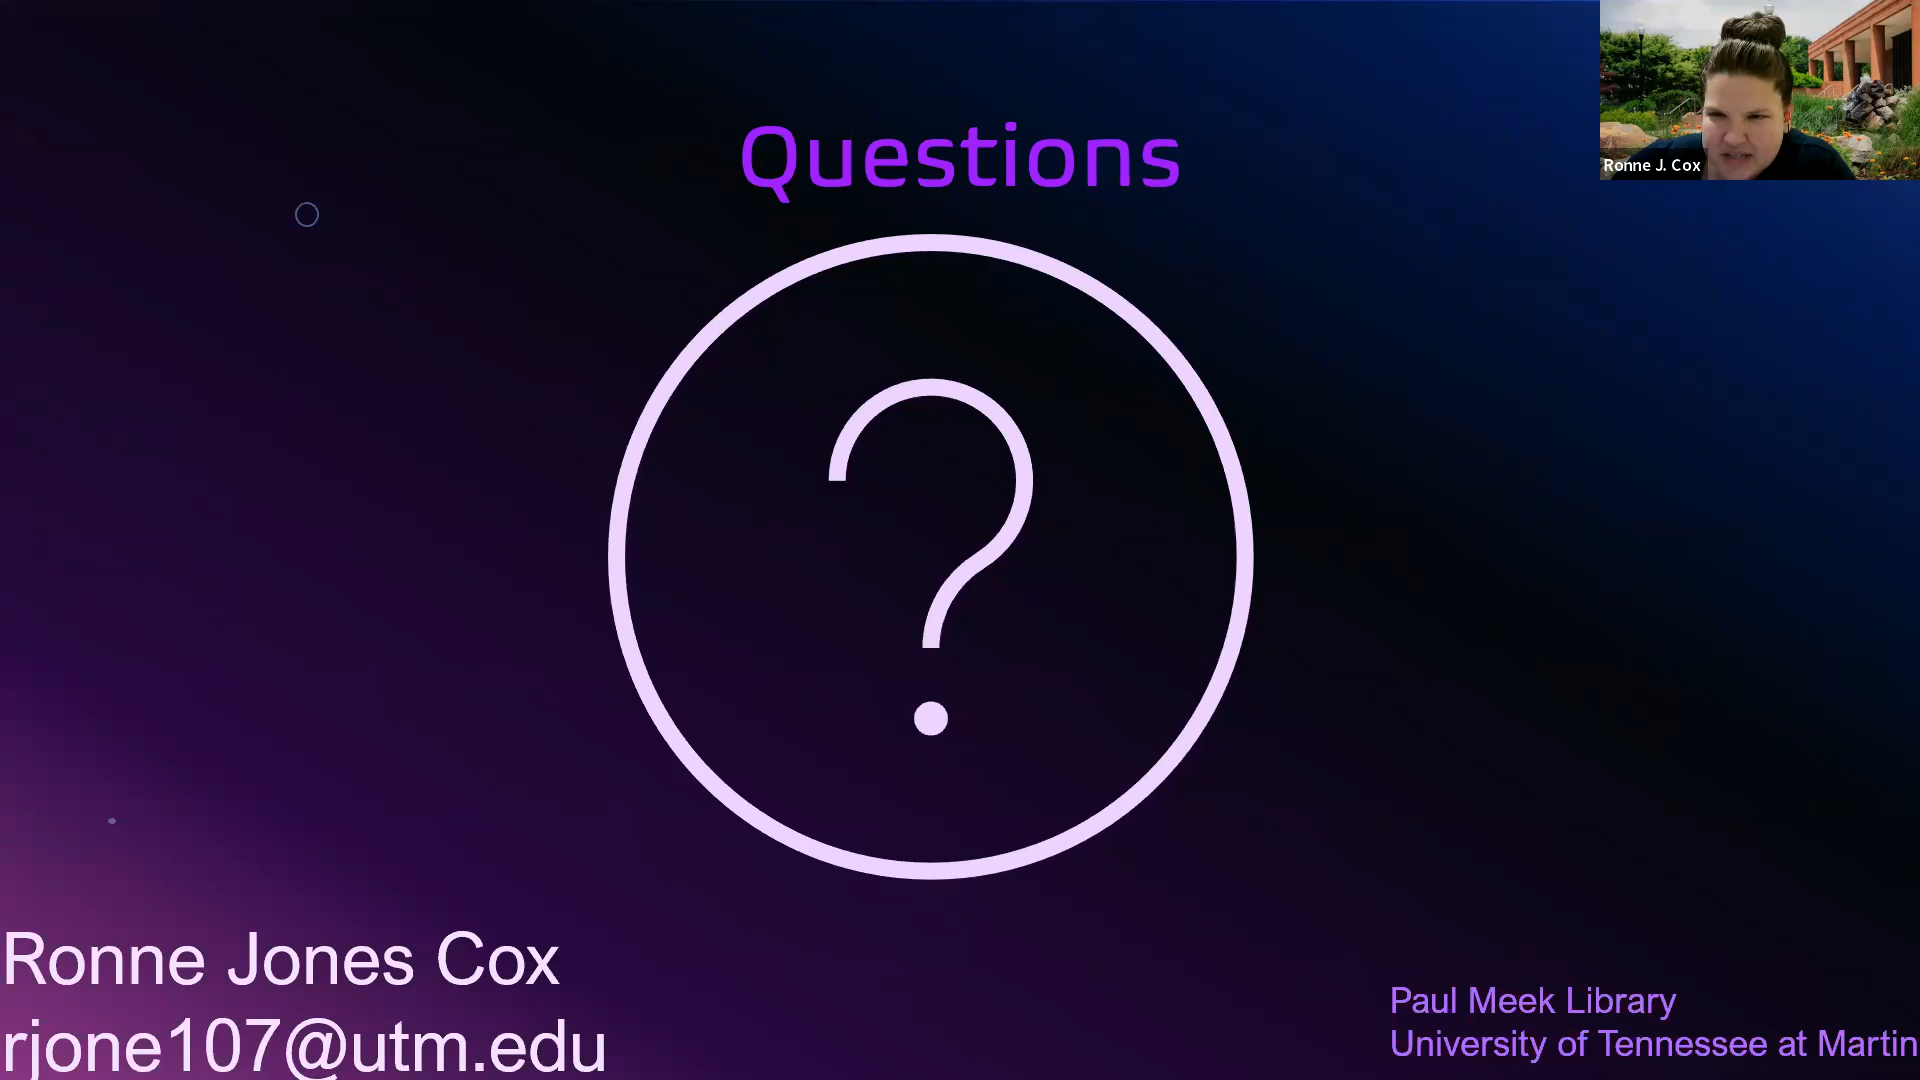 Questions
Ronne J. Cox
?
Ronne Jones Cox
rjone107@utm.edu
Paul Meek Library
University of Tennessee at Martin